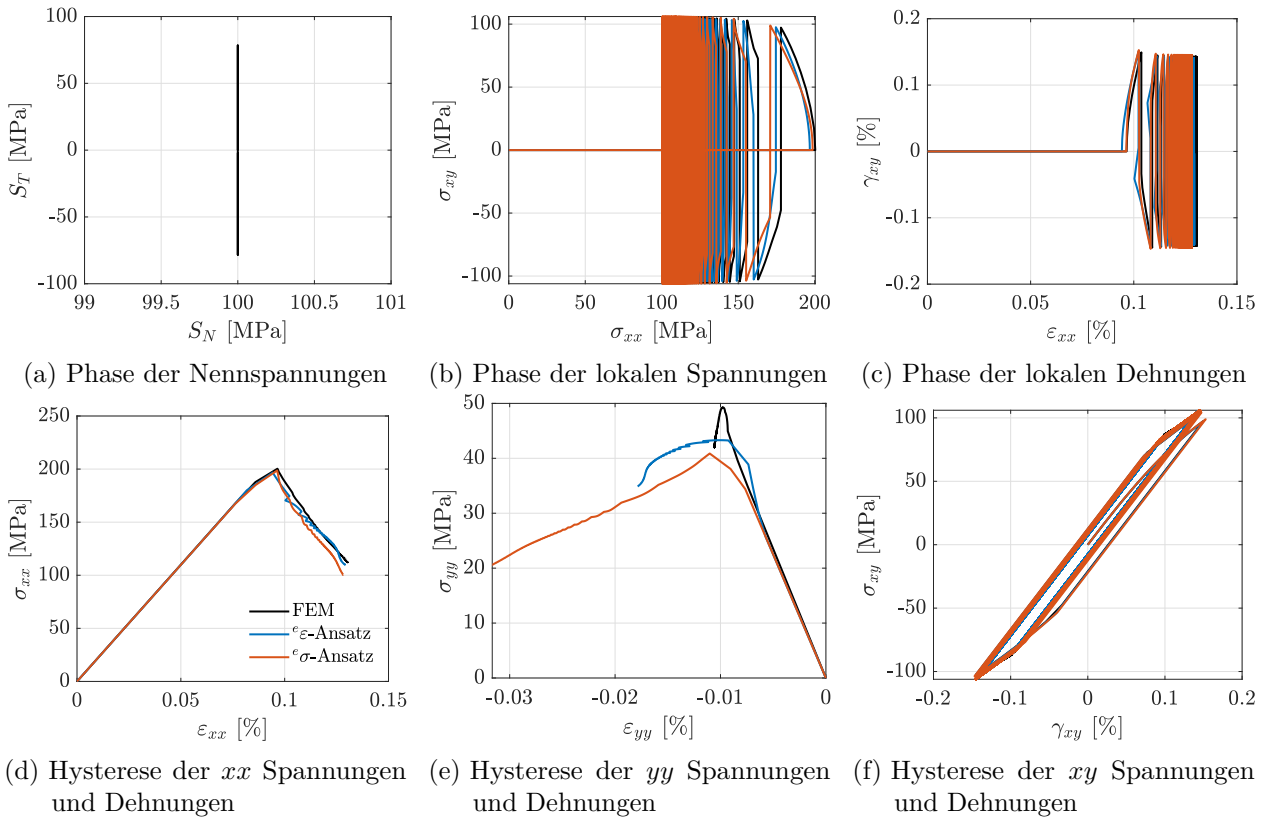 100
50
0
-50
-100
99
99.5
100
100.5
101
S_T [MPa]
S_N [MPa]
(a) Phase der Nennspannungen
100
50
0
-50
-100
0
50
100
150
200
σ_xy [MPa]
σ_xx [MPa]
(b) Phase der lokalen Spannungen
0.2
0.1
0
-0.1
-0.2
0
0.05
0.1
0.15
γ_xy [%]
ε_xx [%]
(c) Phase der lokalen Dehnungen
250
200
150
100
50
0
0
0.05
0.1
0.15
σ_xx [MPa]
ε_xx [%]
FEM
^e ε-Ansatz
^e σ-Ansatz
(d) Hysterese der xx Spannungen
und Dehnungen
50
40
30
20
10
0
-0.03
-0.02
-0.01
0
σ_yy [MPa]
ε_yy [%]
(e) Hysterese der yy Spannungen
und Dehnungen
100
50
0
-50
-100
-0.2
-0.1
0
0.1
0.2
σ_xy [MPa]
γ_xy [%]
(f) Hysterese der xy Spannungen
und Dehnungen